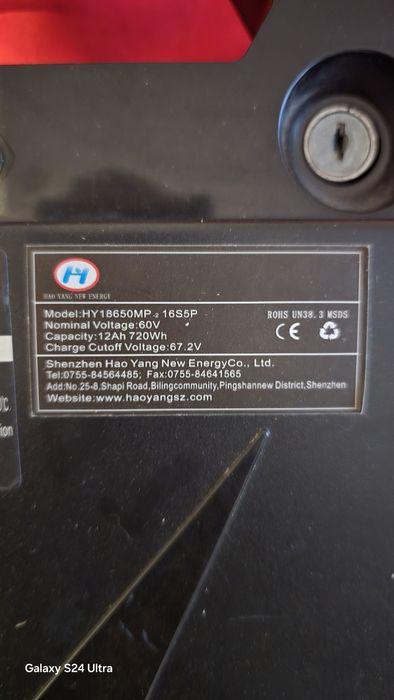 HY
HAO YANG NEW ENERGY
Model:HY18650MP-2 16S5P
Nominal Voltage:60V
Capacity:12Ah 720Wh
Charge Cutoff Voltage:67.2V
ROHS UN38.3 MSDS
CE
Shenzhen Hao Yang New EnergyCo., Ltd.
Tel:0755-84564485; Fax:0755-84641565
Add:No.25-8,Shapi Road,Bilingcommunity,Pingshannew District,Shenzhen
Website:www.haoyangsz.com
℃
ion
Galaxy S24 Ultra